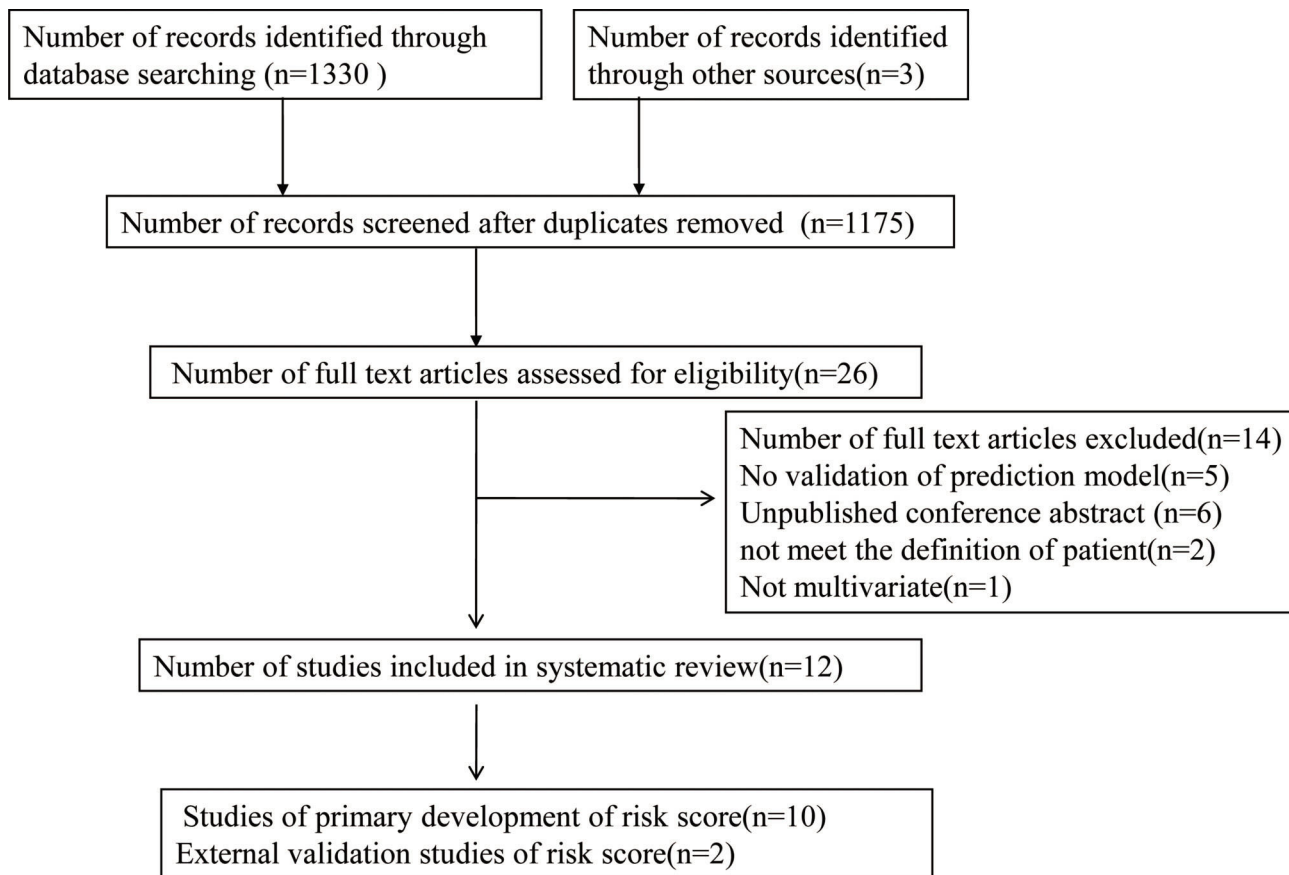 Number of records identified through
database searching (n=1330 )
Number of records identified
through other sources(n=3)
Number of records screened after duplicates removed (n=1175)
Number of full text articles assessed for eligibility(n=26)
Number of full text articles excluded(n=14)
No validation of prediction model(n=5)
Unpublished conference abstract (n=6)
not meet the definition of patient(n=2)
Not multivariate(n=1)
Number of studies included in systematic review(n=12)
Studies of primary development of risk score(n=10)
External validation studies of risk score(n=2)